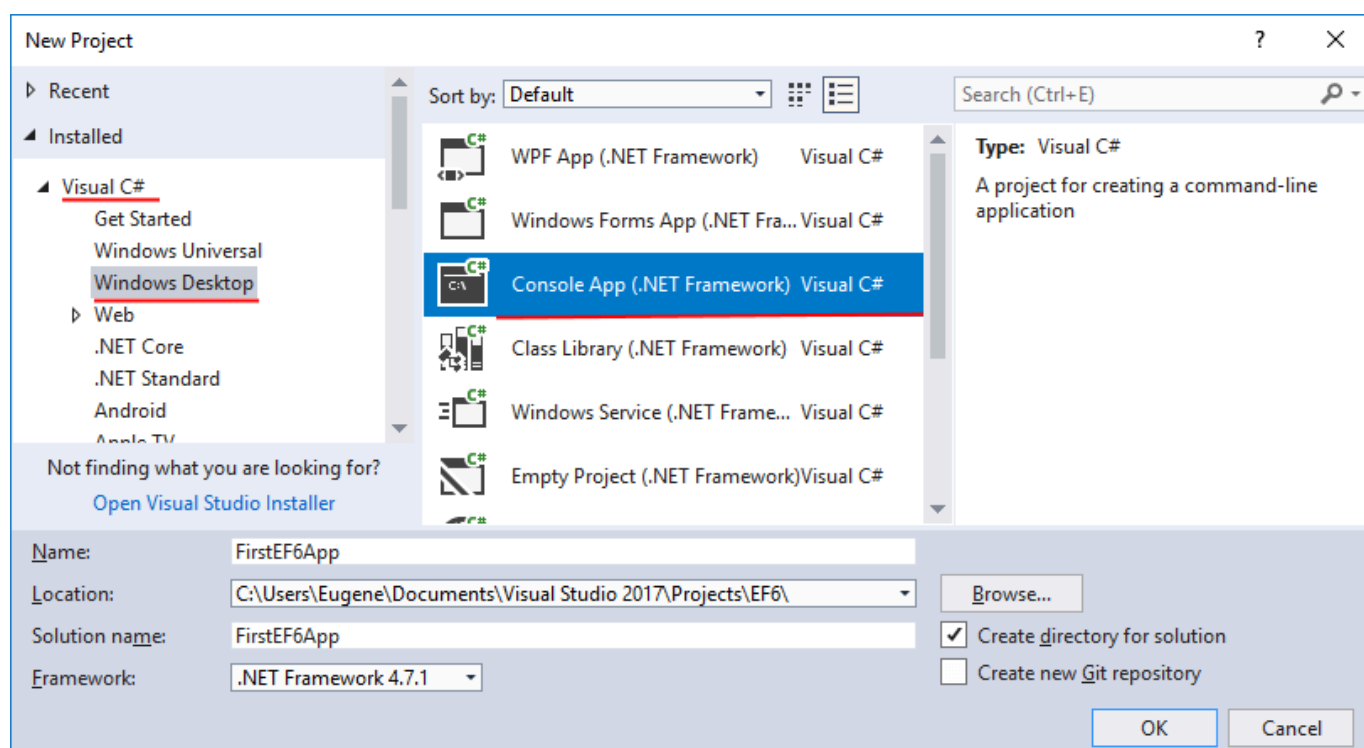 New Project
?
Recent
Installed
Visual C#
Get Started
Windows Universal
Windows Desktop
Web
.NET Core
.NET Standard
Android
Apple TV
Not finding what you are looking for?
Open Visual Studio Installer
Sort by: Default
C#
WPF App (.NET Framework) Visual C#
C#
Windows Forms App (.NET Fra... Visual C#
C#
C:\
Console App (.NET Framework) Visual C#
C#
Class Library (.NET Framework) Visual C#
C#
Windows Service (.NET Frame... Visual C#
C#
Empty Project (.NET Framework)Visual C#
C#
Search (Ctrl+E)
Type: Visual C#
A project for creating a command-line
application
Name: FirstEF6App
Location: C:\Users\Eugene\Documents\Visual Studio 2017\Projects\EF6\ Browse...
Solution name: FirstEF6App
Create directory for solution
Framework: .NET Framework 4.7.1
Create new Git repository
OK Cancel